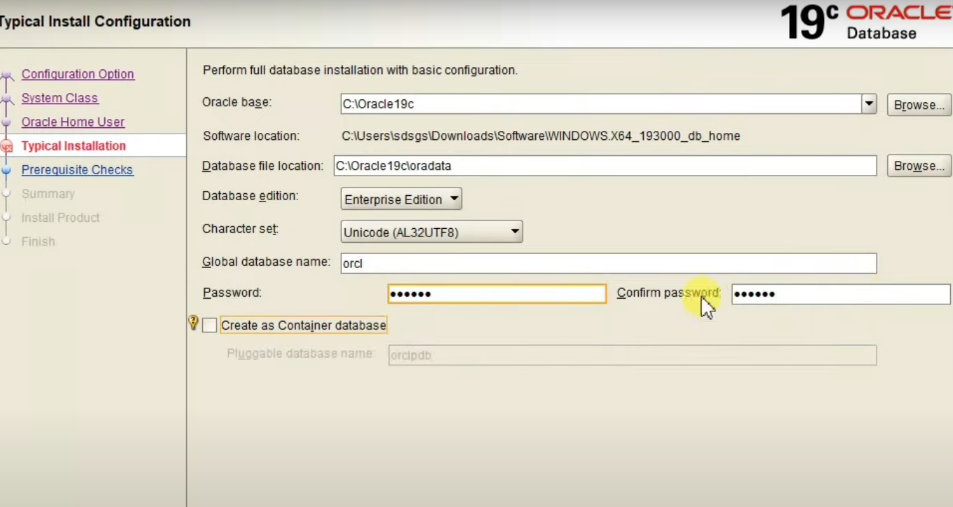 Typical Install Configuration
19c ORACLE
Database
Configuration Option
System Class
Oracle Home User
Typical Installation
Prerequisite Checks
Summary
Install Product
Finish
Perform full database installation with basic configuration.
Oracle base: C:\Oracle19c Browse...
Software location: C:\Users\sdsgs\Downloads\Software\WINDOWS.X64_193000_db_home
Database file location: C:\Oracle19c\oradata Browse...
Database edition: Enterprise Edition
Character set: Unicode (AL32UTF8)
Global database name: orcl
Password: •••••• Confirm password: ••••••
Create as Container database
Pluggable database name: orclpdb